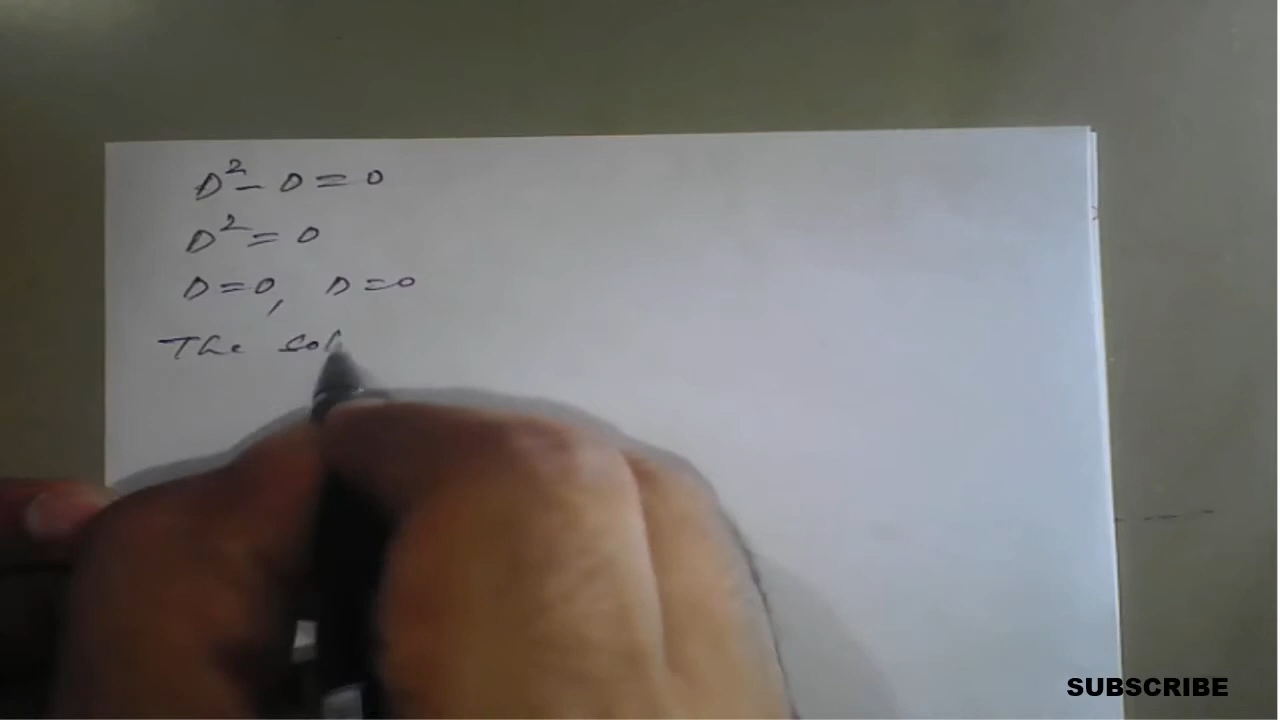 D²- D = 0
D² = 0
D = 0, D = 0
The sol
SUBSCRIBE